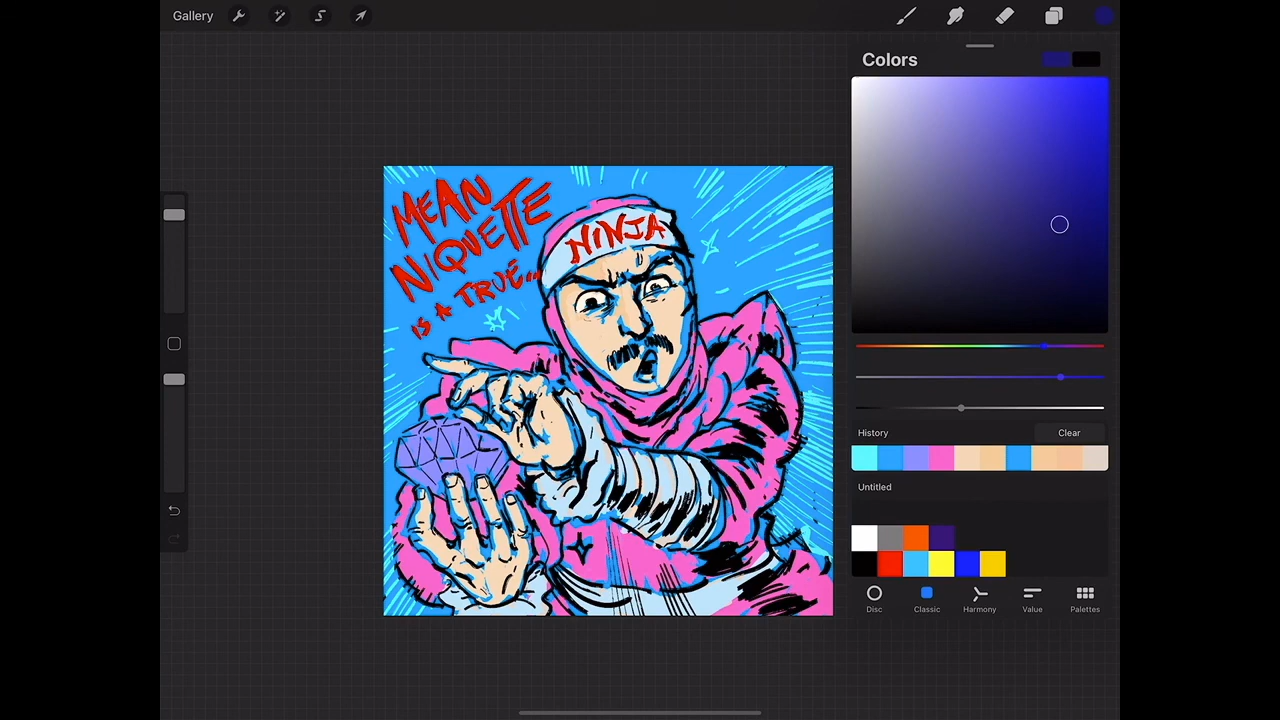 Gallery
Colors
MEAN
NIQUETTE
IS A TRUE...
NINJA
History
Clear
Untitled
Disc
Classic
Harmony
Value
Palettes